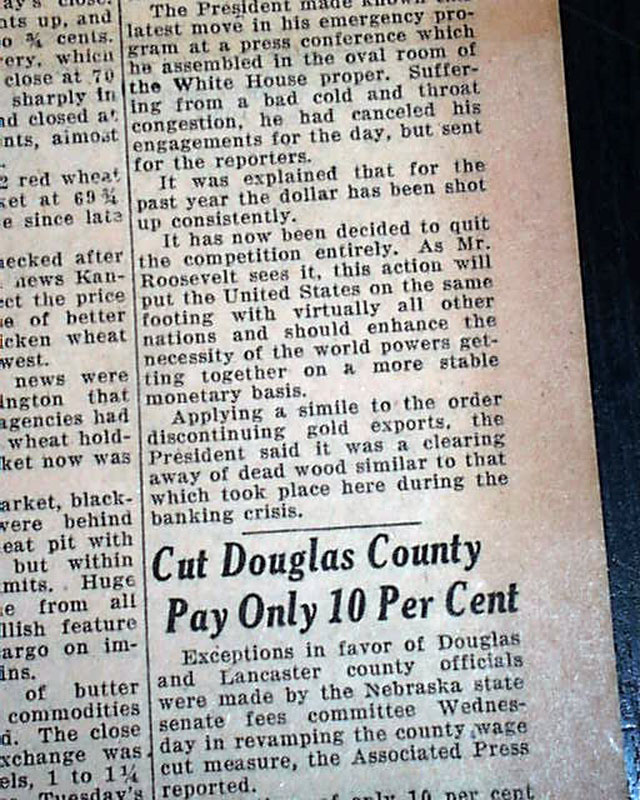 ay's close.
nts up, and
o ¾ cents.
ery, which
close at 70
sharply in
nd closed at
nts, almost
2 red wheat
ket at 69¾
e since late
hecked after
news Kan-
ect the price
e of better
icken wheat
west.
news were
ington that
agencies had
wheat hold-
ket now was
arket, black-
were behind
eat pit with
but within
mits. Huge
e from all
llish feature
argo on im-
ins.
of butter
commodities
d. The close
xchange was
els, 1 to 1¼
Tuesday's
The President made known
latest move in his emergency pro-
gram at a press conference which
he assembled in the oval room of
the White House proper. Suffer-
ing from a bad cold and throat
congestion, he had canceled his
engagements for the day, but sent
for the reporters.
It was explained that for the
past year the dollar has been shot
up consistently.
It has now been decided to quit
the competition entirely. As Mr.
Roosevelt sees it, this action will
put the United States on the same
footing with virtually all other
nations and should enhance the
necessity of the world powers get-
ting together on a more stable
monetary basis.
Applying a simile to the order
discontinuing gold exports, the
President said it was a clearing
away of dead wood similar to that
which took place here during the
banking crisis.
Cut Douglas County
Pay Only 10 Per Cent
Exceptions in favor of Douglas
and Lancaster county officials
were made by the Nebraska state
senate fees committee Wednes-
day in revamping the county wage
cut measure, the Associated Press
reported.
of only 10 per cent